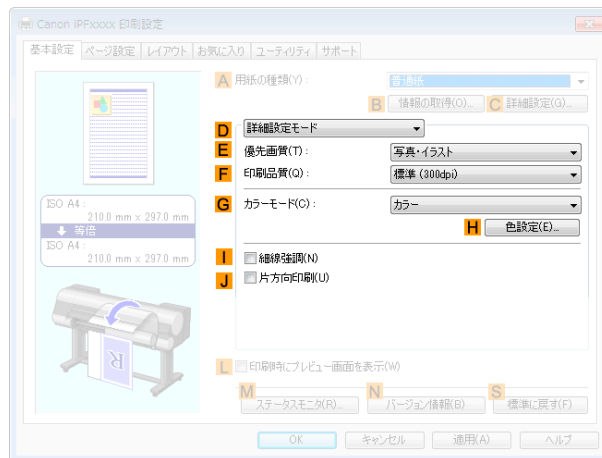 Canon iPFxxxx 印刷設定
基本設定 ページ設定 レイアウト お気に入り ユーティリティ サポート
A 用紙の種類(Y): 普通紙
B 情報の取得(O)... C 詳細設定(G)...
D 詳細設定モード
E 優先画質(T): 写真・イラスト
F 印刷品質(Q): 標準 (300dpi)
G カラーモード(C): カラー
H 色設定(E)...
ISO A4:
210.0 mm x 297.0 mm
等倍
ISO A4:
210.0 mm x 297.0 mm
I 細線強調(N)
J 片方向印刷(U)
R
L 印刷時にプレビュー画面を表示(W)
M ステータスモニタ(R)... N バージョン情報(B) S 標準に戻す(F)
OK キャンセル 適用(A) ヘルプ